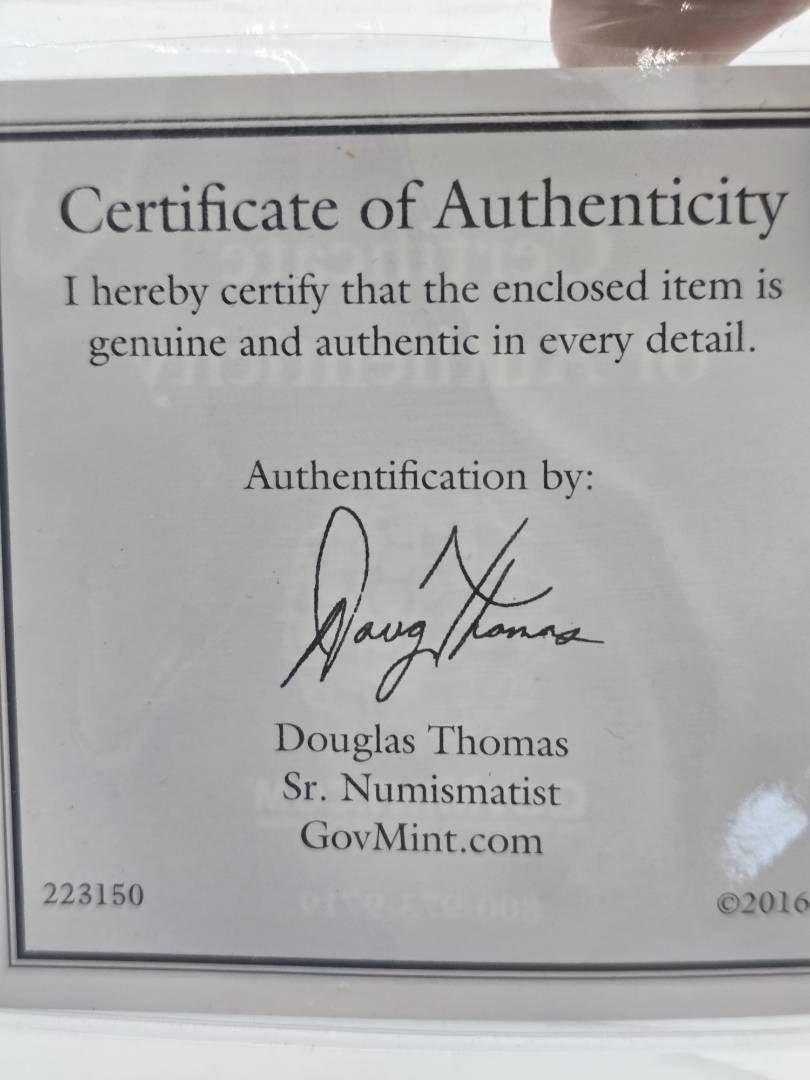 Certificate of Authenticity
I hereby certify that the enclosed item is
genuine and authentic in every detail.
Authentification by:
Doug Thomas
Douglas Thomas
Sr. Numismatist
GovMint.com
223150
©2016